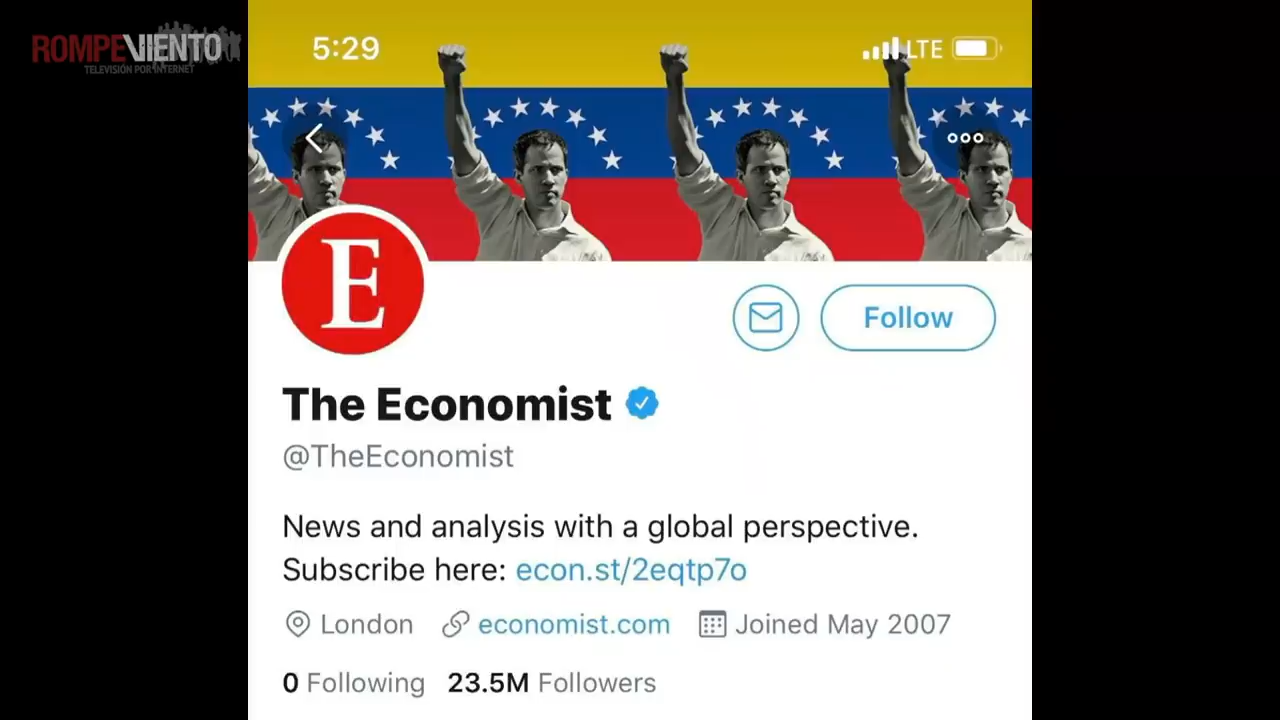 ROMPEVIENTO
TELEVISIÓN POR INTERNET
5:29
LTE
E
Follow
The Economist
@TheEconomist
News and analysis with a global perspective.
Subscribe here: econ.st/2eqtp7o
London economist.com Joined May 2007
0 Following 23.5M Followers